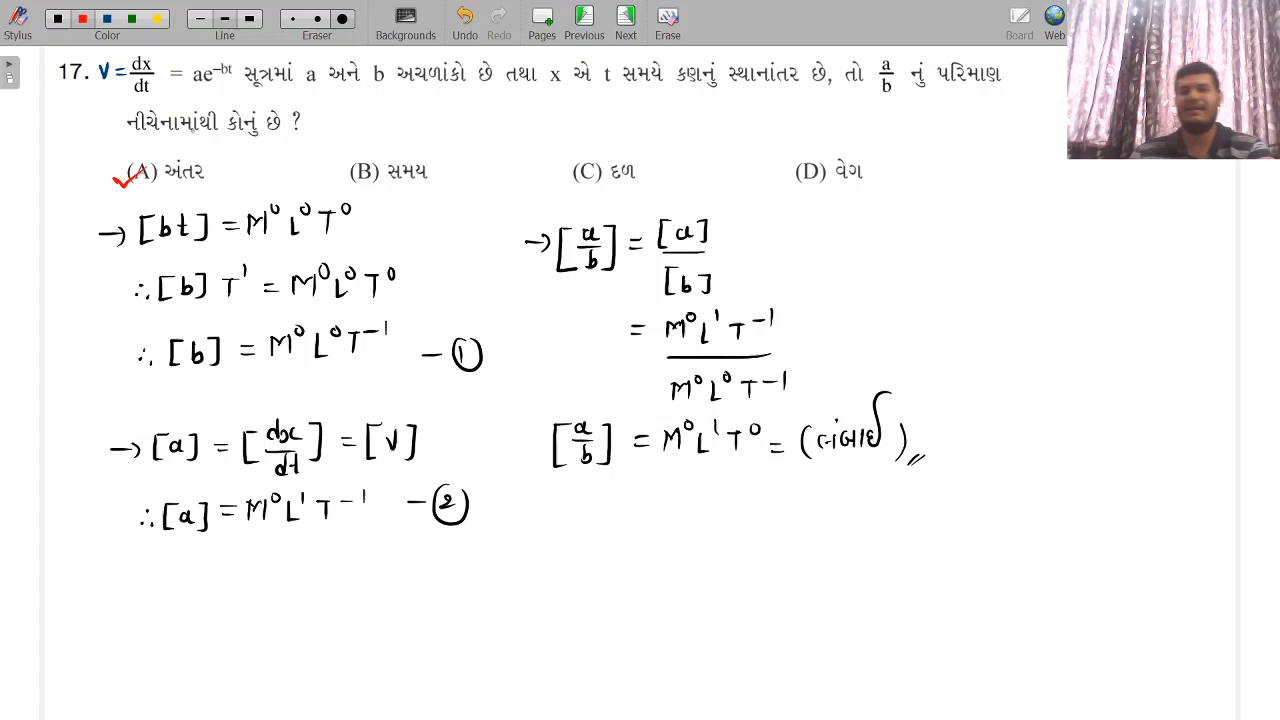 Stylus Color Line Eraser Backgrounds Undo Redo Pages Previous Next Erase Board Web
17. V = dx/dt = ae⁻ᵇᵗ સૂત્રમાં a અને b અચળાંકો છે તથા x એ t સમયે કણનું સ્થાનાંતર છે, તો a/b નું પરિમાણ
નીચેનામાંથી કોનું છે ?
(A) અંતર (B) સમય (C) દળ (D) વેગ
→ [bt] = M⁰L⁰T⁰
∴ [b] T¹ = M⁰L⁰T⁰
∴ [b] = M⁰L⁰T⁻¹ – ①
→ [a] = [dx/dt] = [v]
∴ [a] = M⁰L¹T⁻¹ – ②
→ [a/b] = [a]/[b]
= M⁰L¹T⁻¹ / M⁰L⁰T⁻¹
[a/b] = M⁰L¹T⁰ = (લંબાઈ)